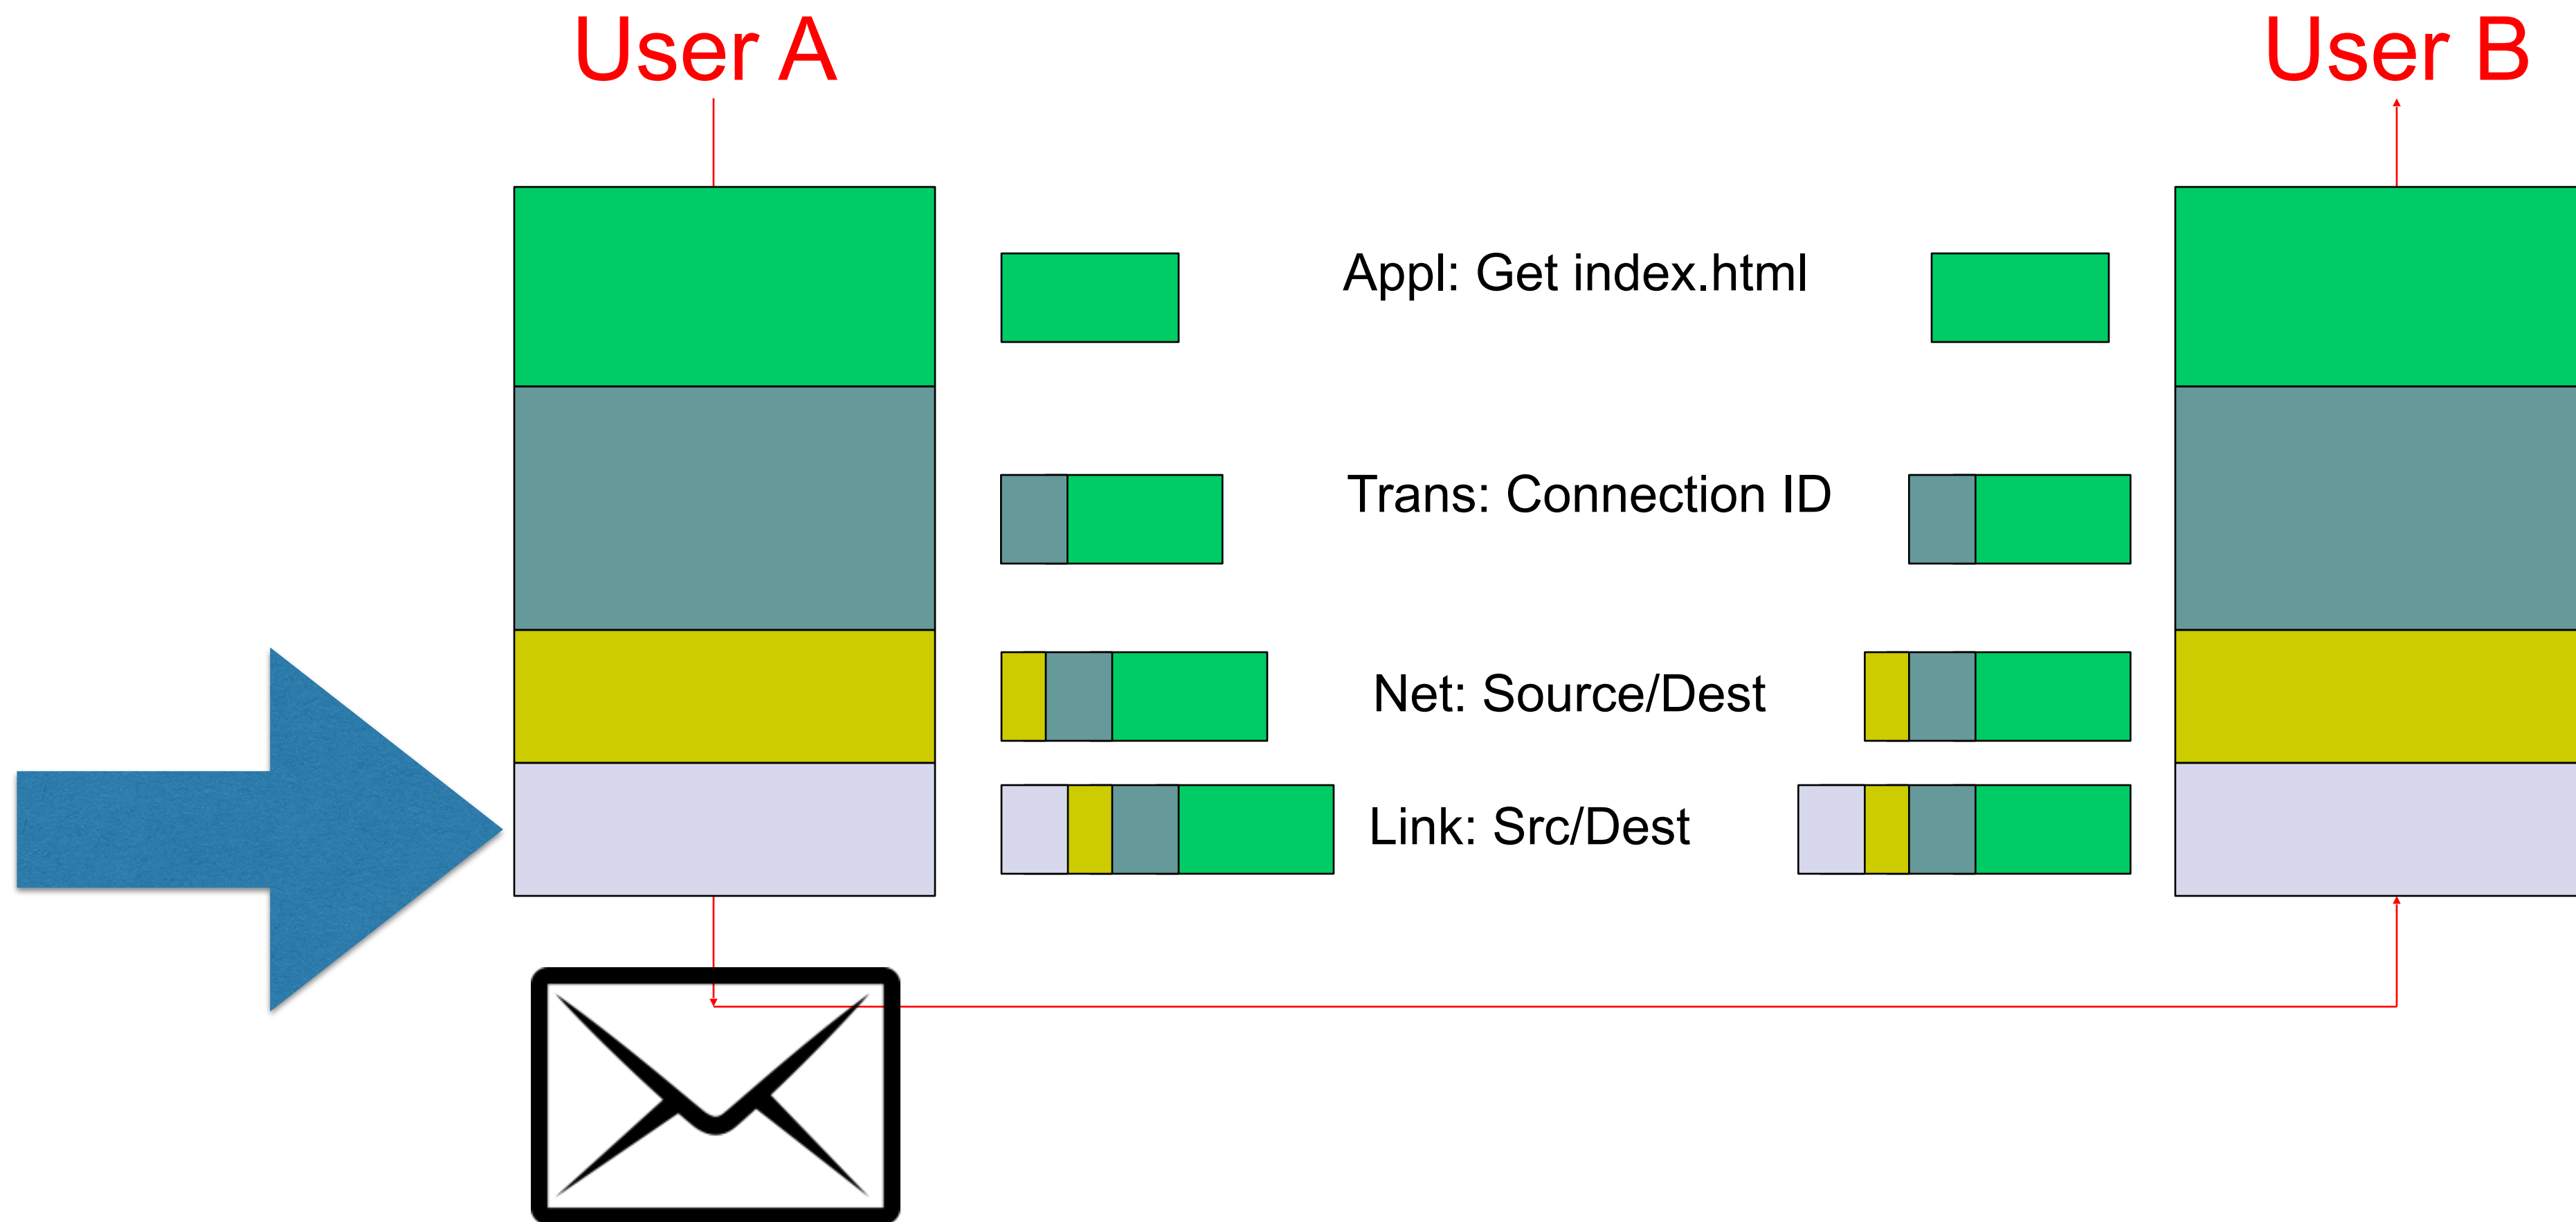 User A
User B
Appl: Get index.html
Trans: Connection ID
Net: Source/Dest
Link: Src/Dest